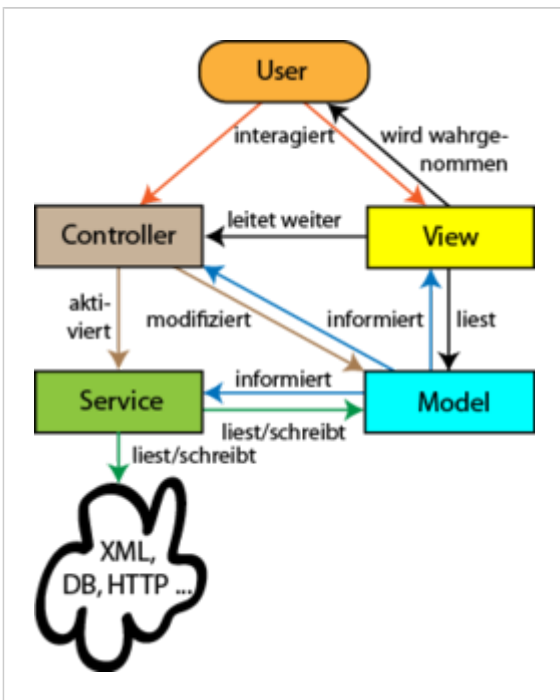 User
interagiert
wird wahrge-
nommen
Controller
leitet weiter
View
akti-
viert
modifiziert
informiert
liest
Service
informiert
Model
liest/schreibt
liest/schreibt
XML,
DB, HTTP ...